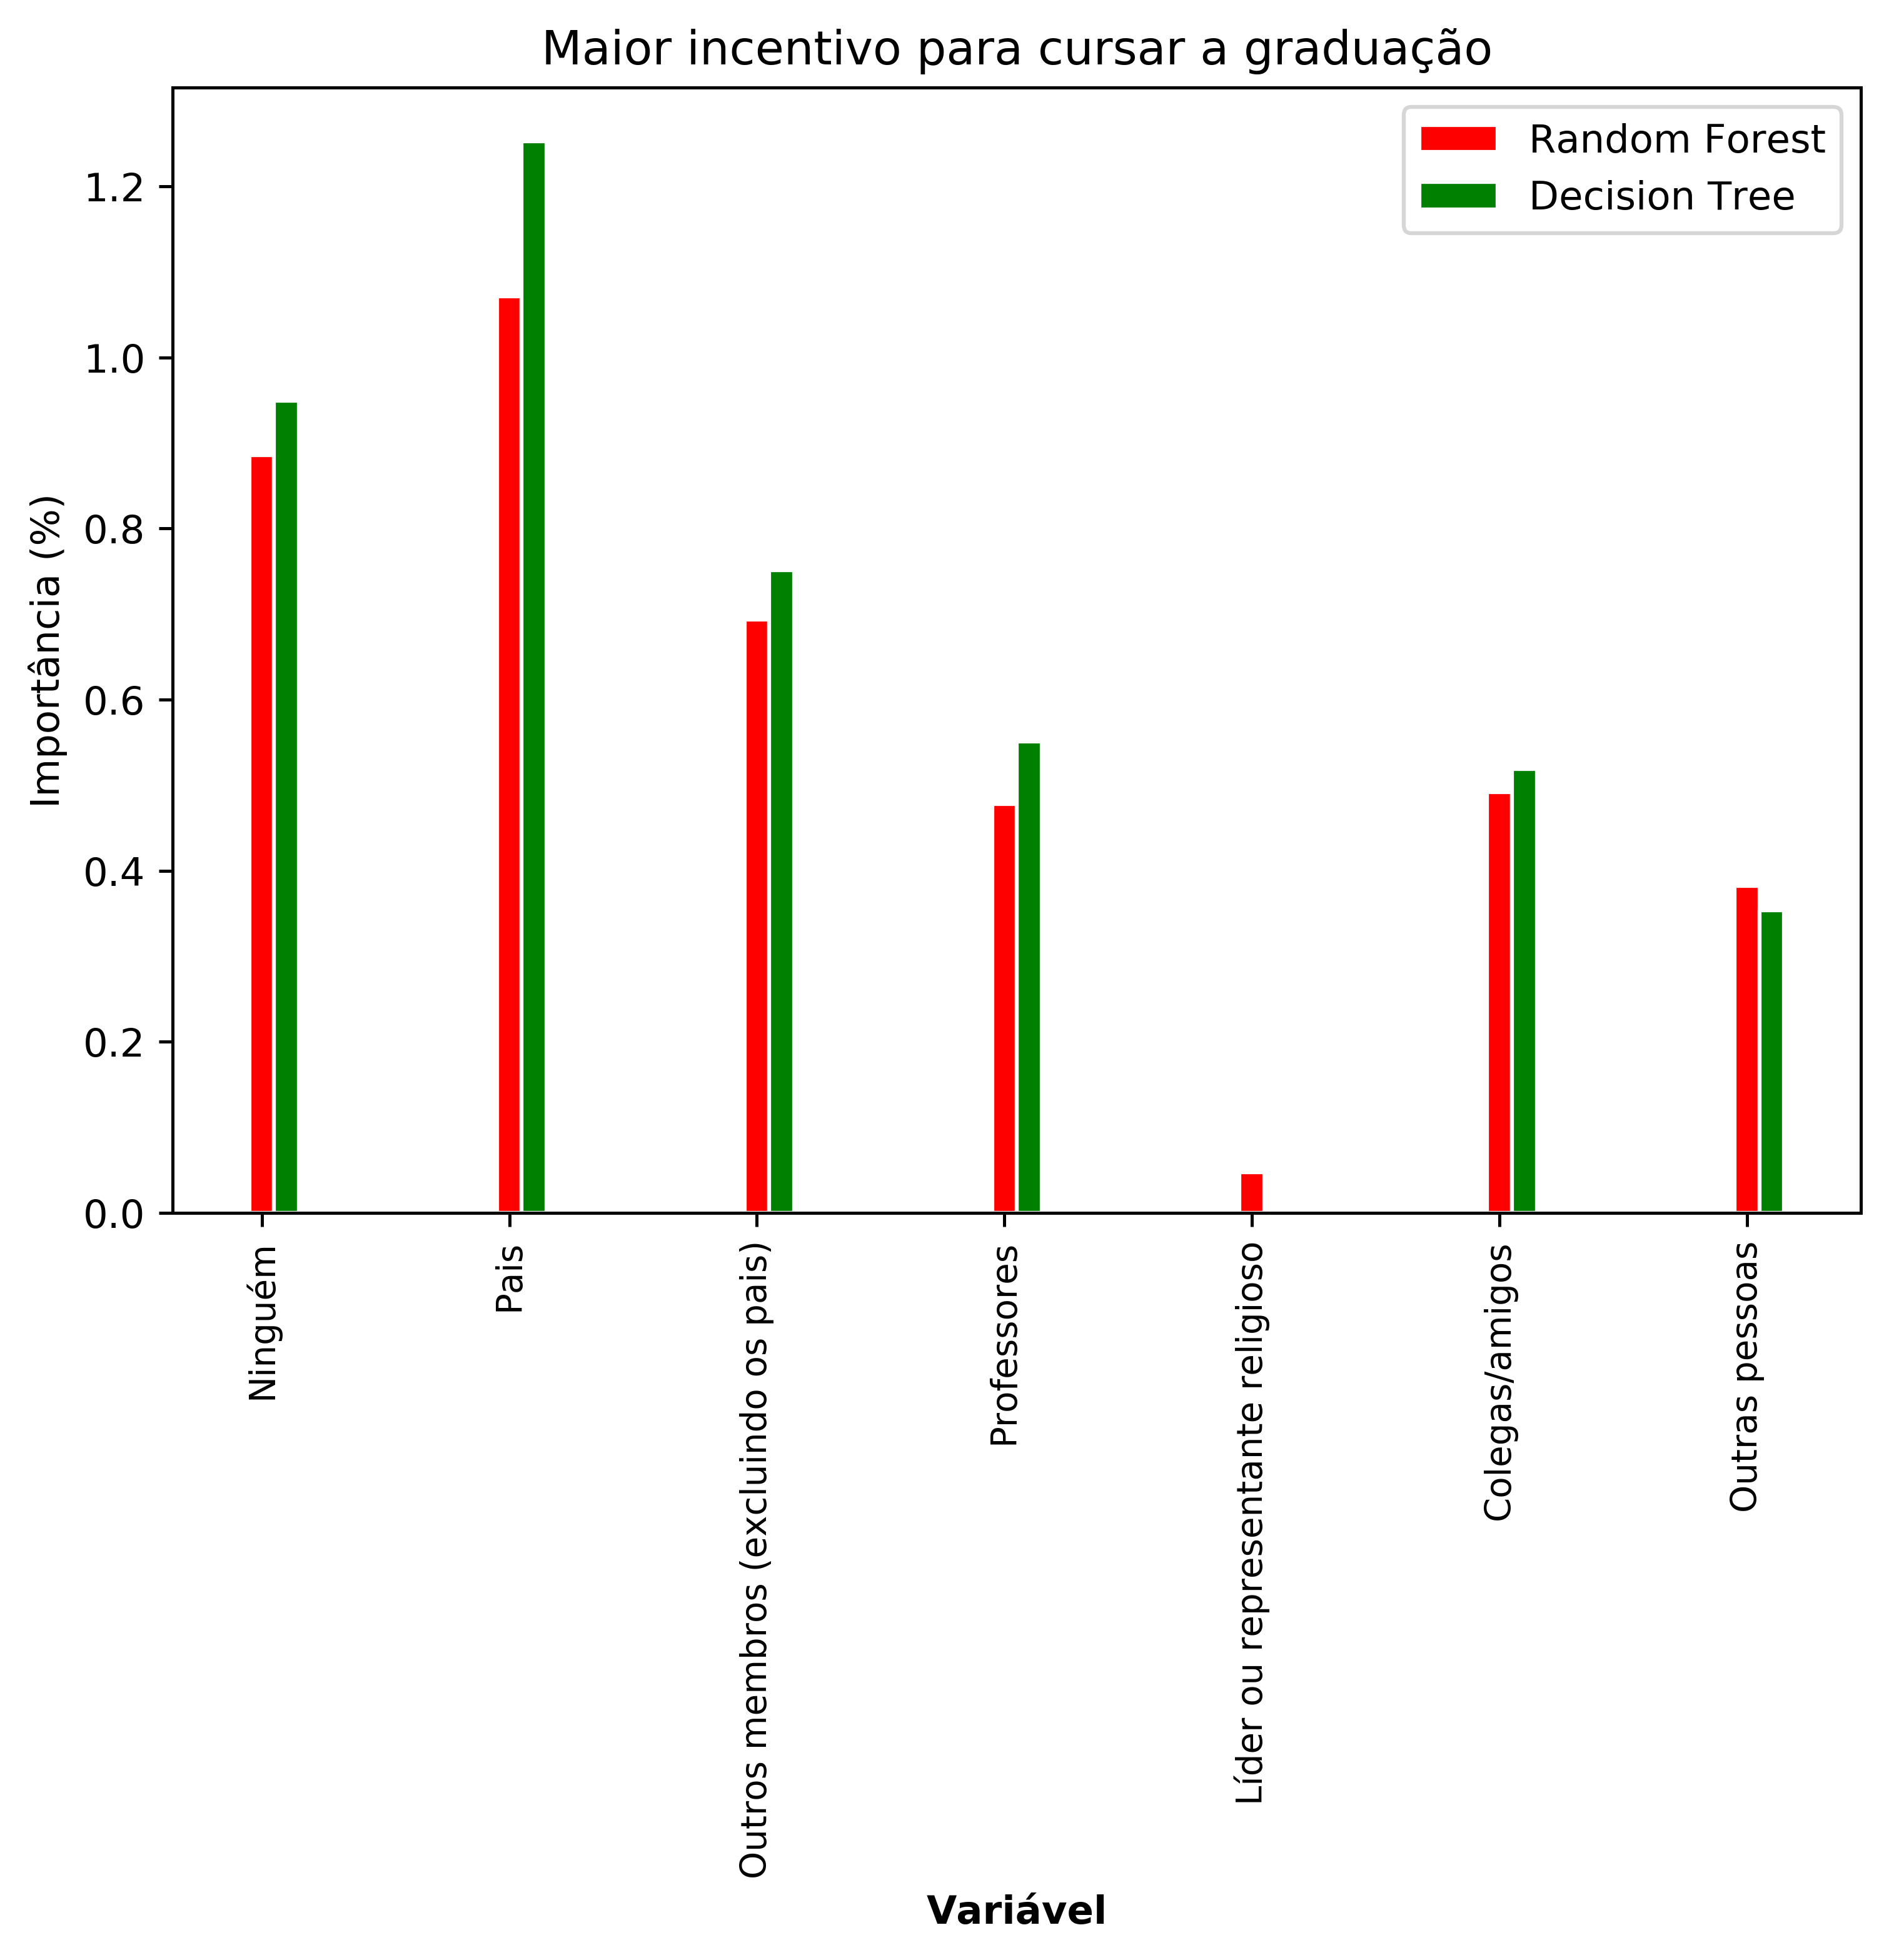 Maior incentivo para cursar a graduação
Random Forest
Decision Tree
Importância (%)
1.2
1.0
0.8
0.6
0.4
0.2
0.0
Ninguém
Pais
Outros membros (excluindo os pais)
Professores
Líder ou representante religioso
Colegas/amigos
Outras pessoas
Variável